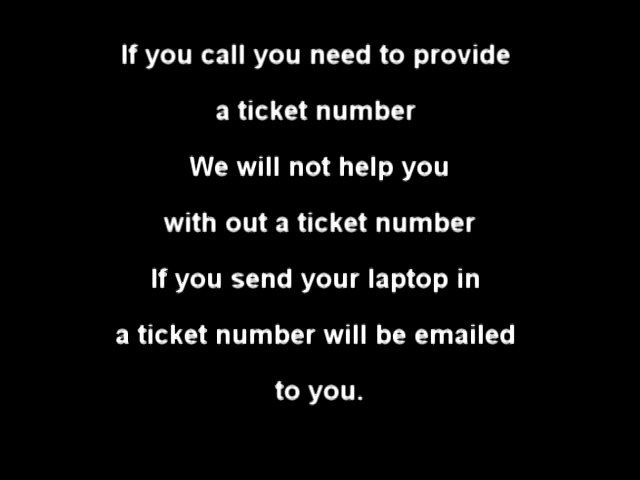 If you call you need to provide
a ticket number
We will not help you
with out a ticket number
If you send your laptop in
a ticket number will be emailed
to you.